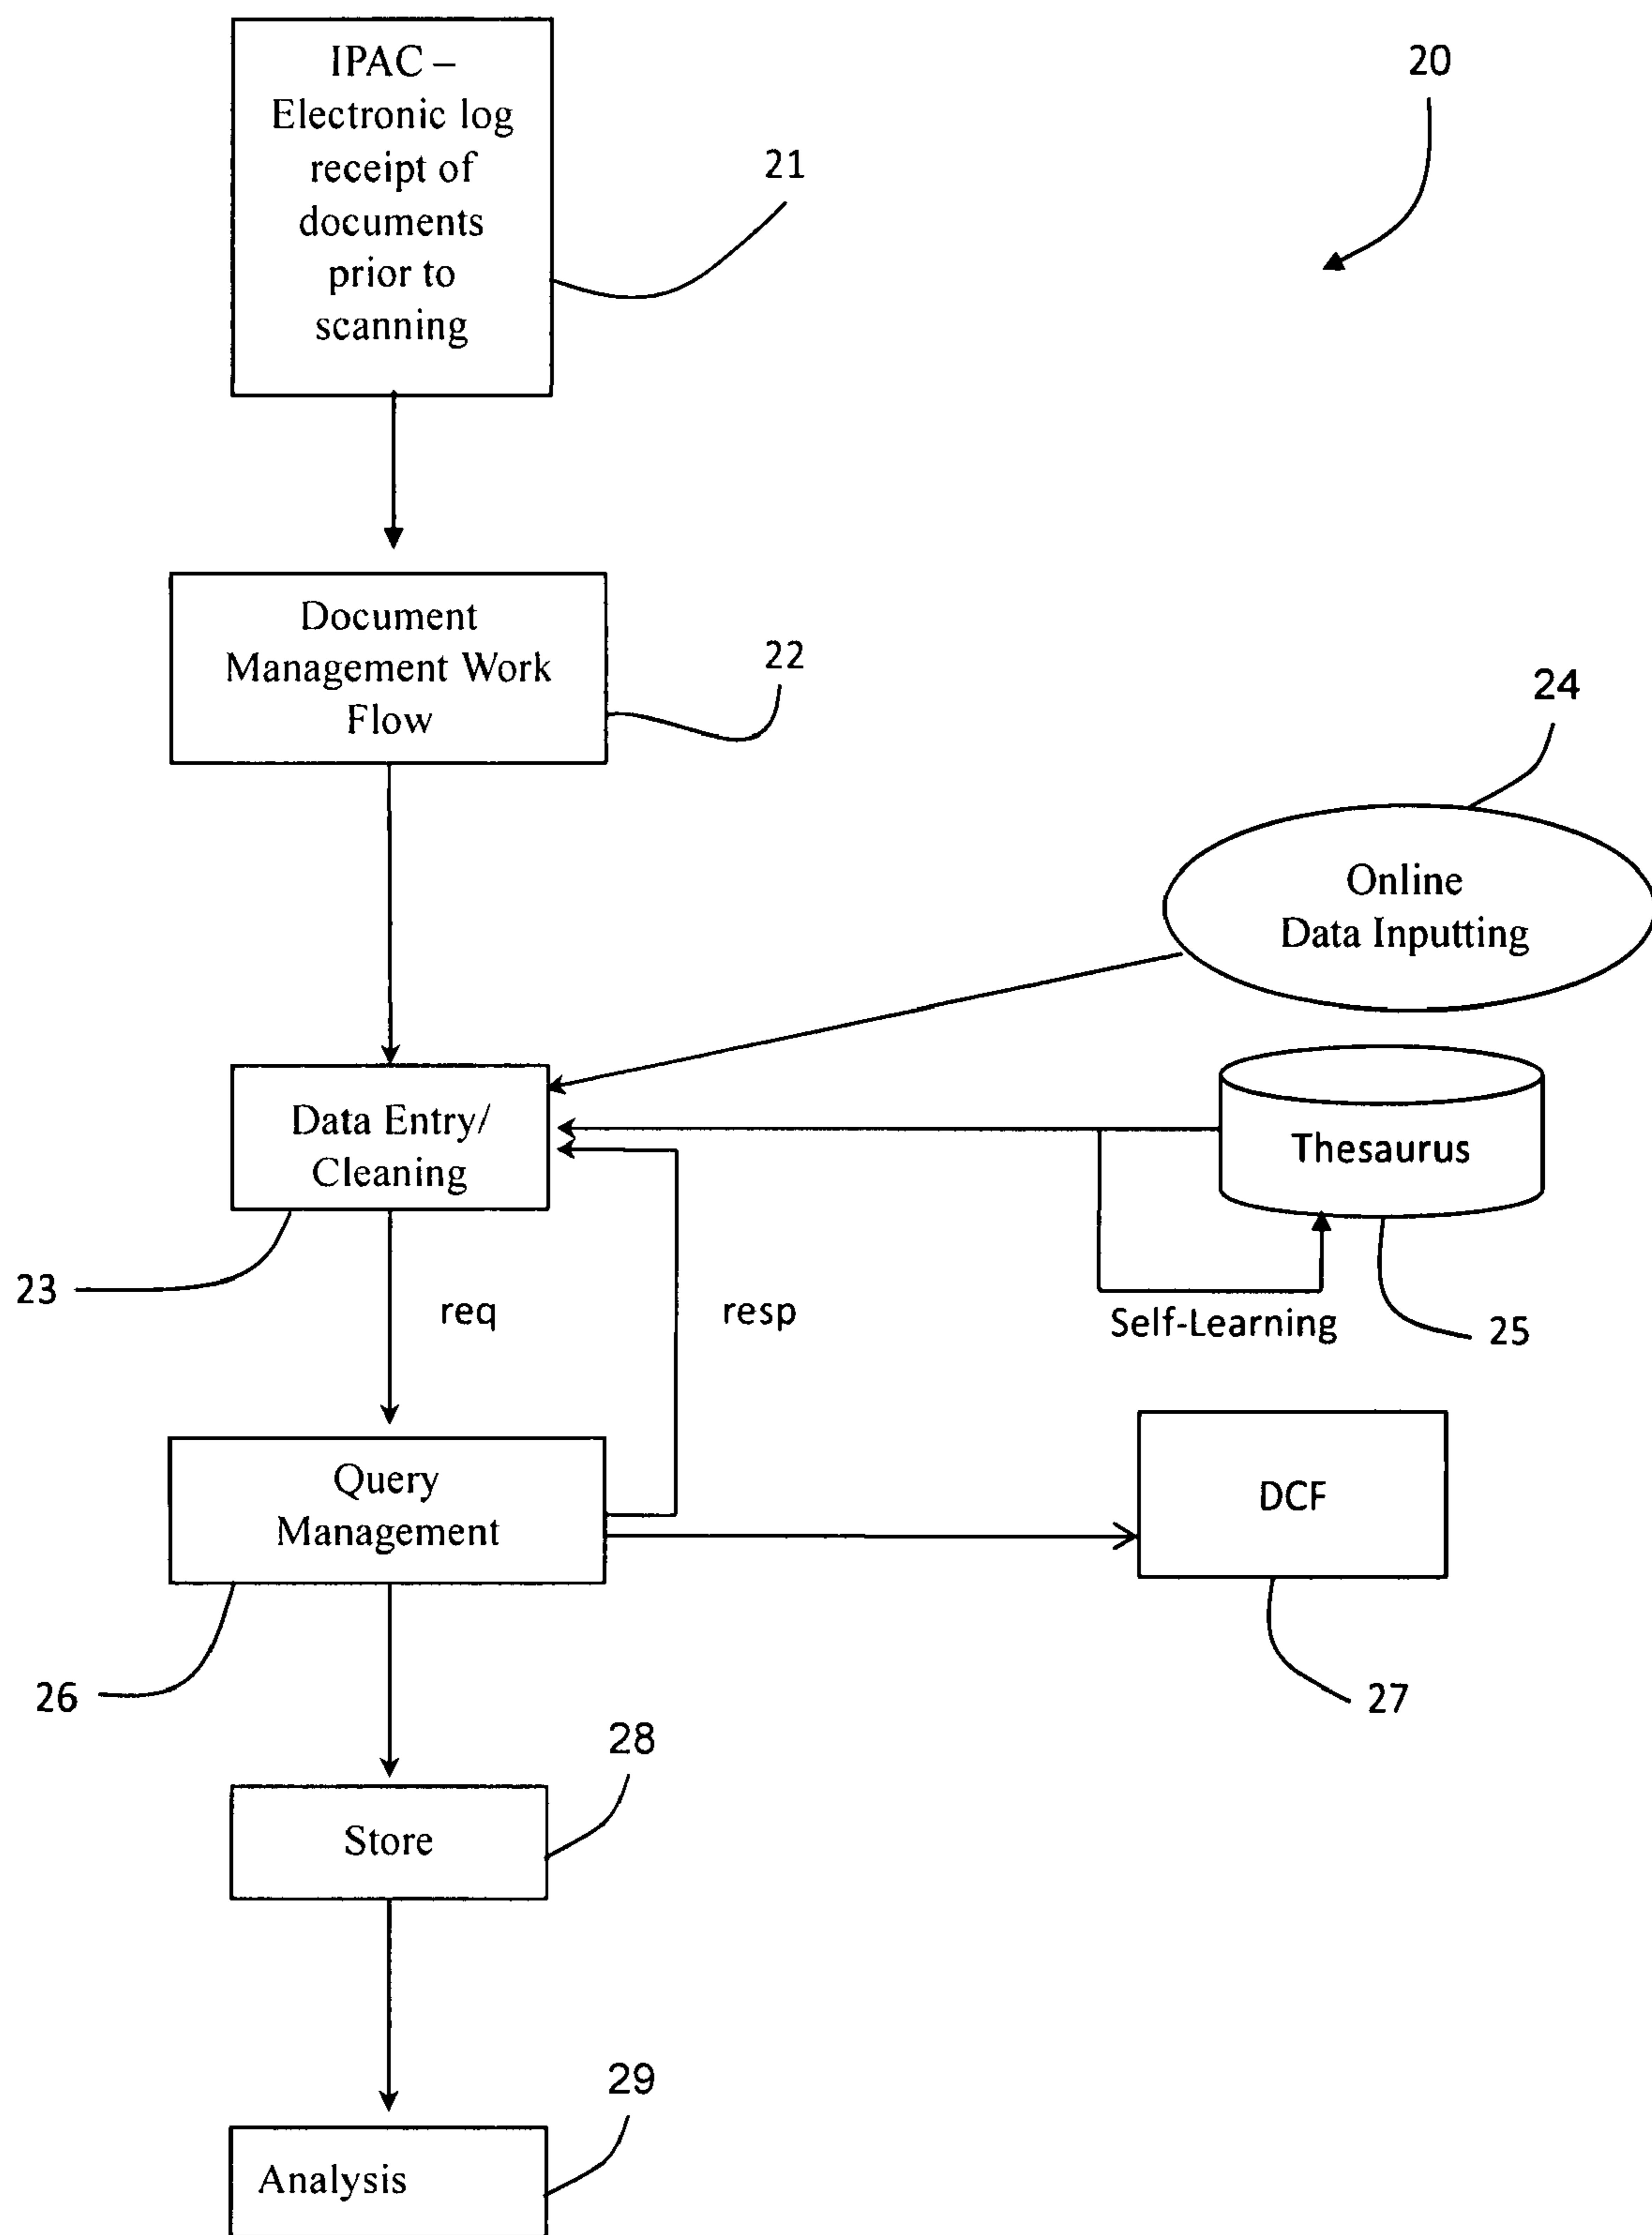 IPAC –
Electronic log
receipt of
documents
prior to
scanning
20
21
Document
Management Work
Flow
22
24
Online
Data Inputting
Data Entry/
Cleaning
Thesaurus
23
req
resp
Self-Learning
25
Query
Management
DCF
26
27
28
Store
29
Analysis